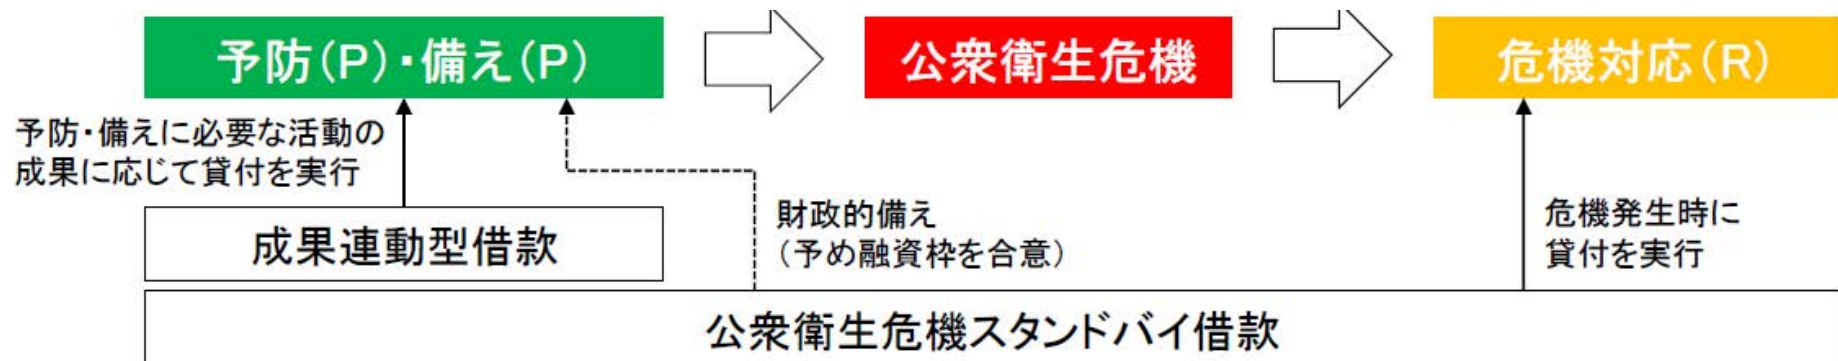 予防(P)・備え(P)
公衆衛生危機
危機対応(R)
予防・備えに必要な活動の
成果に応じて貸付を実行
財政的備え
(予め融資枠を合意)
危機発生時に
貸付を実行
成果連動型借款
公衆衛生危機スタンドバイ借款